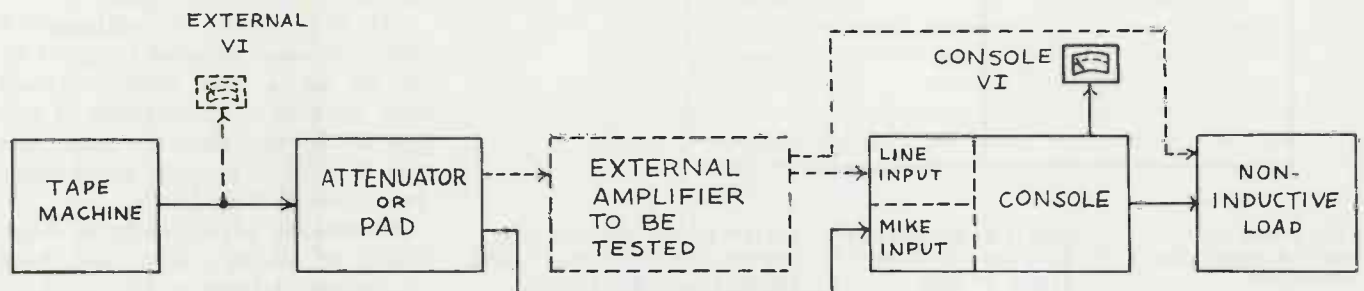 EXTERNAL
VI
CONSOLE
VI
TAPE
MACHINE
ATTENUATOR
OR
PAD
EXTERNAL
AMPLIFIER
TO BE
TESTED
LINE
INPUT
MIKE
INPUT
CONSOLE
NON-
INDUCTIVE
LOAD